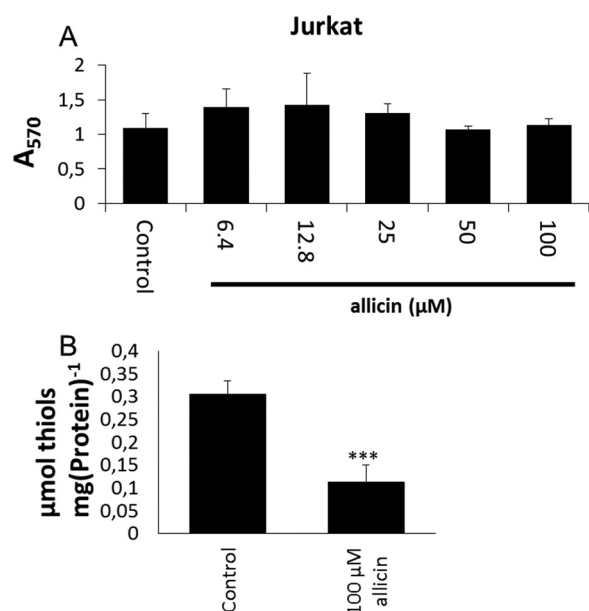 A
Jurkat
2
1,5
1
0,5
0
A570
Control
6.4
12.8
25
50
100
allicin (µM)
B
0,4
0,35
0,3
0,25
0,2
0,15
0,1
0,05
0
µmol thiols
mg(Protein)-1
***
Control
100 µM
allicin